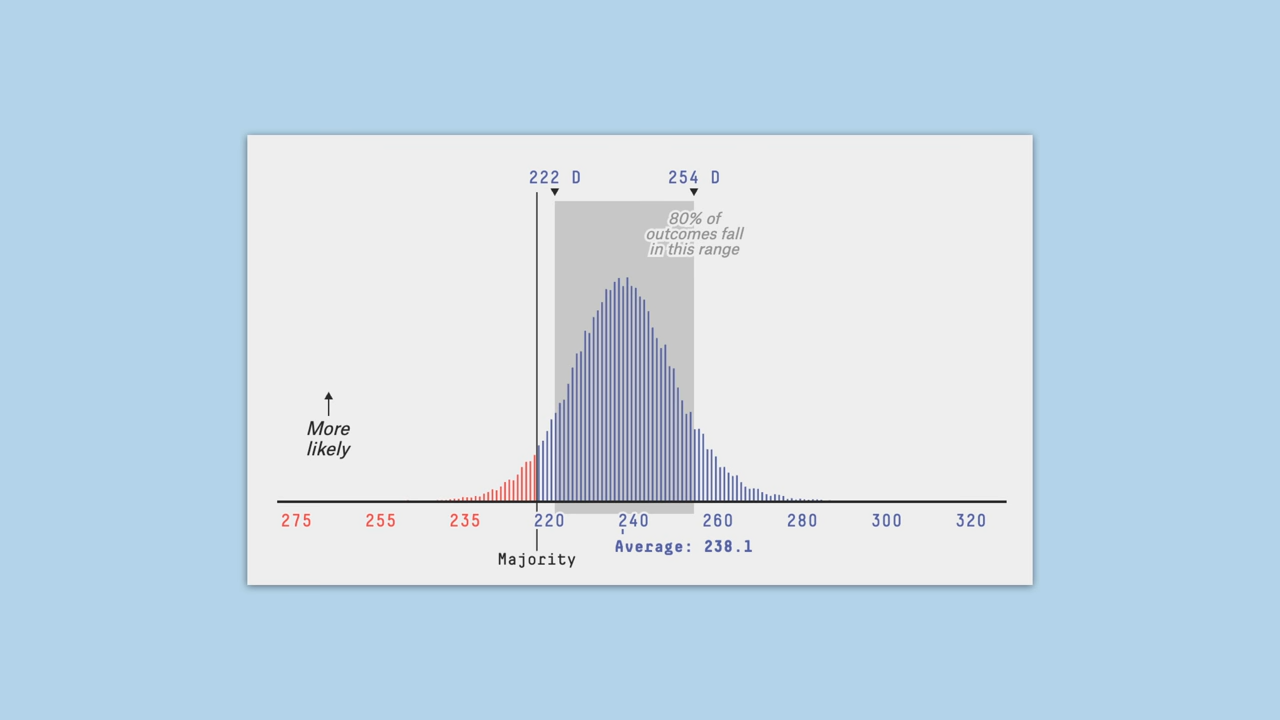 222 D
254 D
80% of
outcomes fall
in this range
More
likely
275 255 235 220 240 260 280 300 320
Average: 238.1
Majority